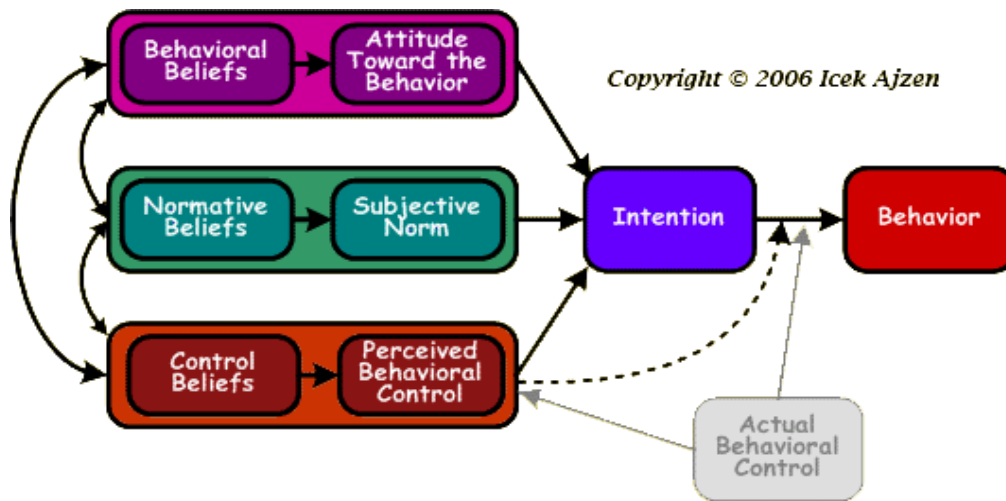 Behavioral
Beliefs
Attitude
Toward the
Behavior
Copyright © 2006 Icek Ajzen
Normative
Beliefs
Subjective
Norm
Intention
Behavior
Control
Beliefs
Perceived
Behavioral
Control
Actual
Behavioral
Control